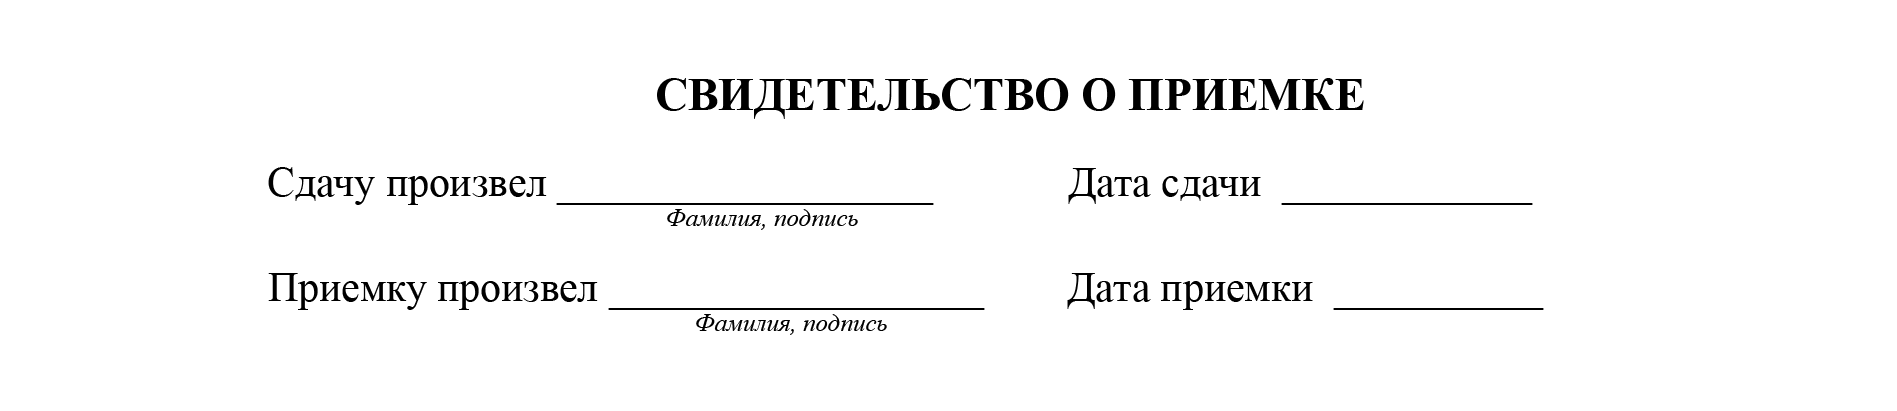 СВИДЕТЕЛЬСТВО О ПРИЕМКЕ
Сдачу произвел __________________ Дата сдачи ____________
Фамилия, подпись
Приемку произвел __________________ Дата приемки __________
Фамилия, подпись